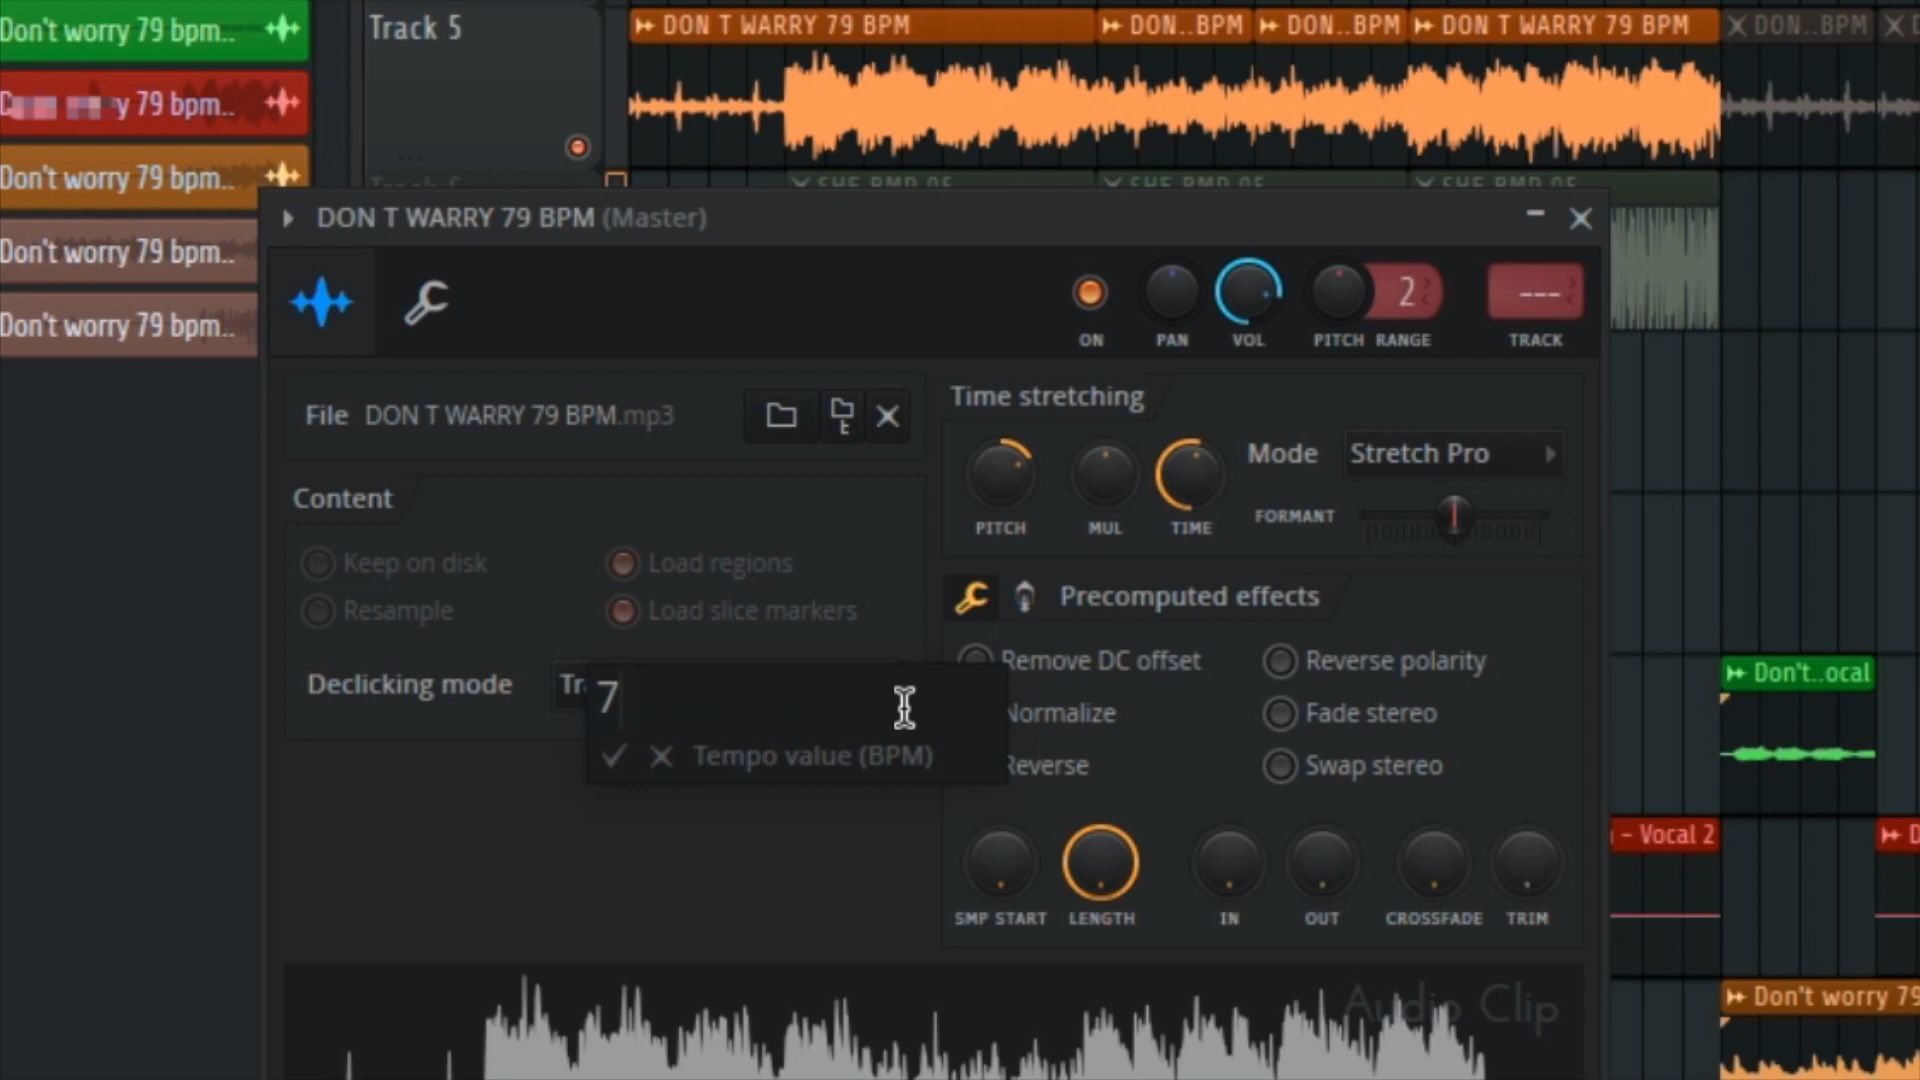 Don't worry 79 bpm..
y 79 bpm..
Don't worry 79 bpm..
Don't worry 79 bpm..
Don't worry 79 bpm..
Track 5
DON T WARRY 79 BPM
DON..BPM
DON..BPM
DON T WARRY 79 BPM
DON..BPM
DON T WARRY 79 BPM (Master)
ON
PAN
VOL
PITCH
2
RANGE
---
TRACK
File DON T WARRY 79 BPM.mp3
Content
Keep on disk
Load regions
Resample
Load slice markers
Declicking mode
7
Tempo value (BPM)
Time stretching
PITCH
MUL
TIME
Mode Stretch Pro
FORMANT
Precomputed effects
Remove DC offset
Reverse polarity
Normalize
Fade stereo
Reverse
Swap stereo
SMP START
LENGTH
IN
OUT
CROSSFADE
TRIM
Audio Clip
Don't..ocal
- Vocal 2
D
Don't worry 79